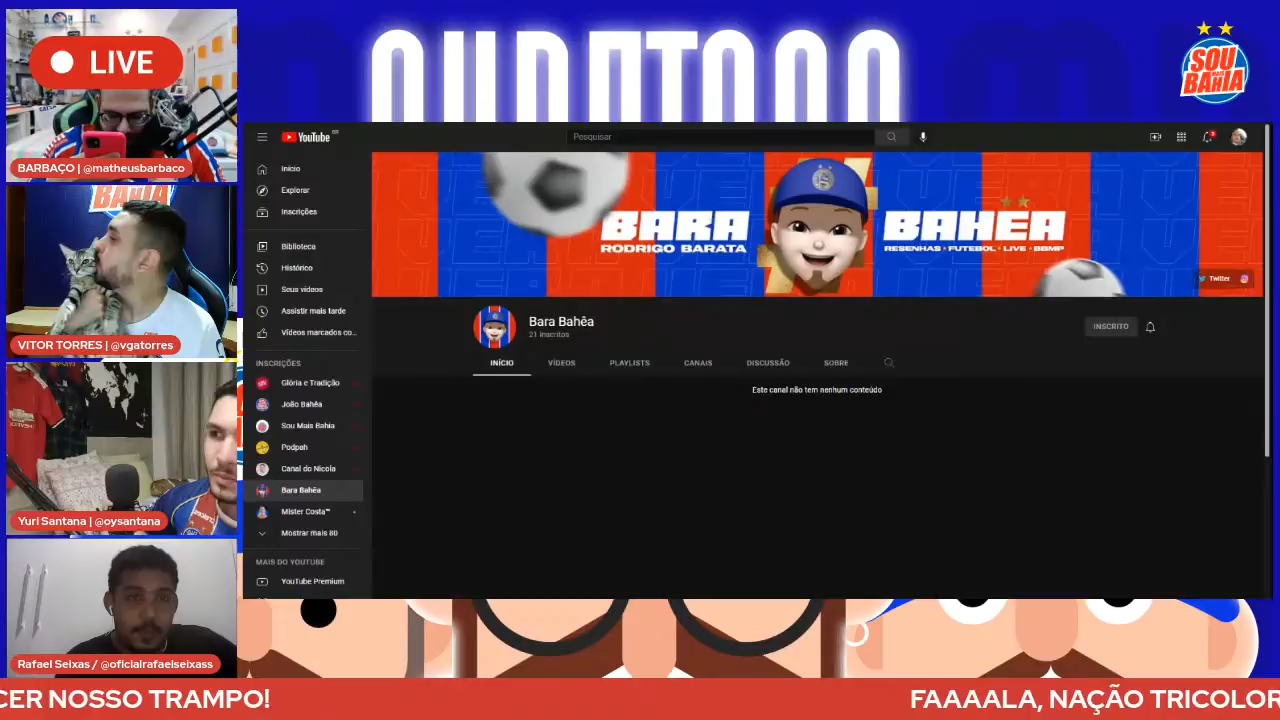 LIVE
BARBAÇO | @matheusbarbaco
BAHIA
VITOR TORRES | @vgatorres
Yuri Santana | @oysantana
Rafael Seixas / @oficialrafaelseixass
SOU
MAIS
BAHIA
YouTube BR
Pesquisar
Início
Explorar
Inscrições
Biblioteca
Histórico
Seus vídeos
Assistir mais tarde
Vídeos marcados co...
INSCRIÇÕES
Glória e Tradição
João Bahêa
Sou Mais Bahia
Podpah
Canal do Nicola
Bara Bahêa
Mister Costa™
Mostrar mais 80
MAIS DO YOUTUBE
YouTube Premium
BARA
RODRIGO BARATA
BAHEA
RESENHAS • FUTEBOL • LIVE • BBMP
Twitter
Bara Bahêa
21 inscritos
INSCRITO
INÍCIO
VÍDEOS
PLAYLISTS
CANAIS
DISCUSSÃO
SOBRE
Este canal não tem nenhum conteúdo
CER NOSSO TRAMPO!
FAAAALA, NAÇÃO TRICOLOR